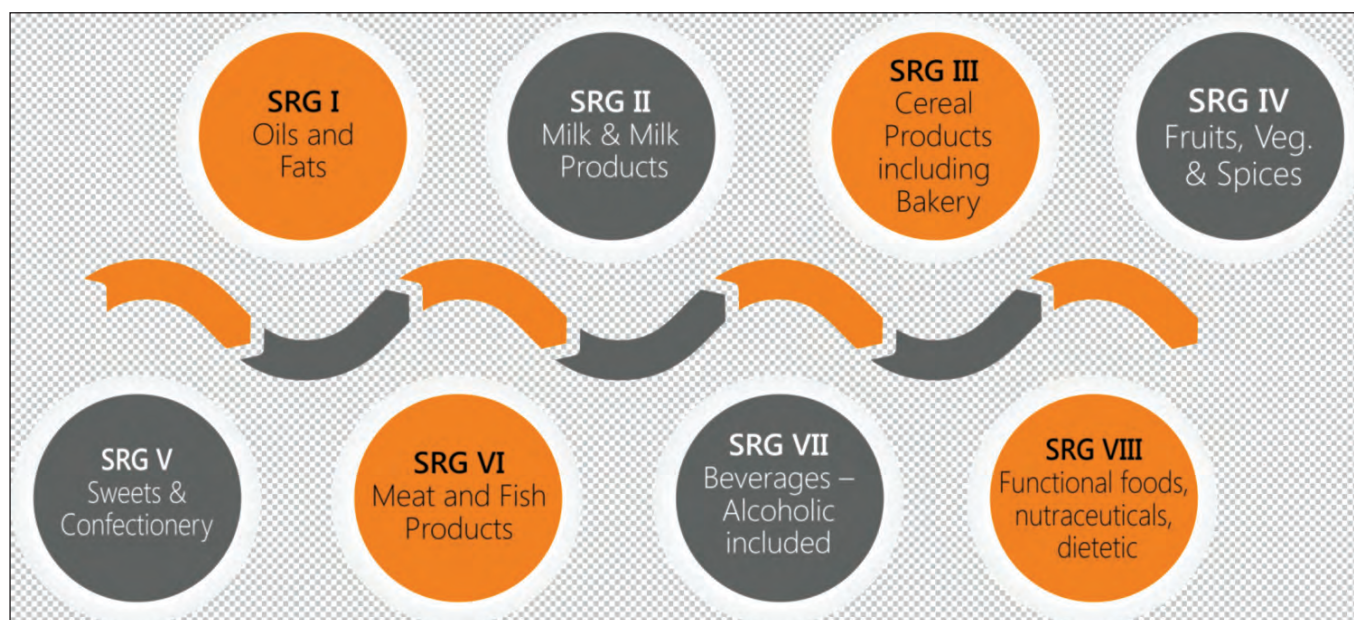 SRG I
Oils and
Fats
SRG II
Milk & Milk
Products
SRG III
Cereal
Products
including
Bakery
SRG IV
Fruits, Veg.
& Spices
SRG V
Sweets &
Confectionery
SRG VI
Meat and Fish
Products
SRG VII
Beverages –
Alcoholic
included
SRG VIII
Functional foods,
nutraceuticals,
dietetic